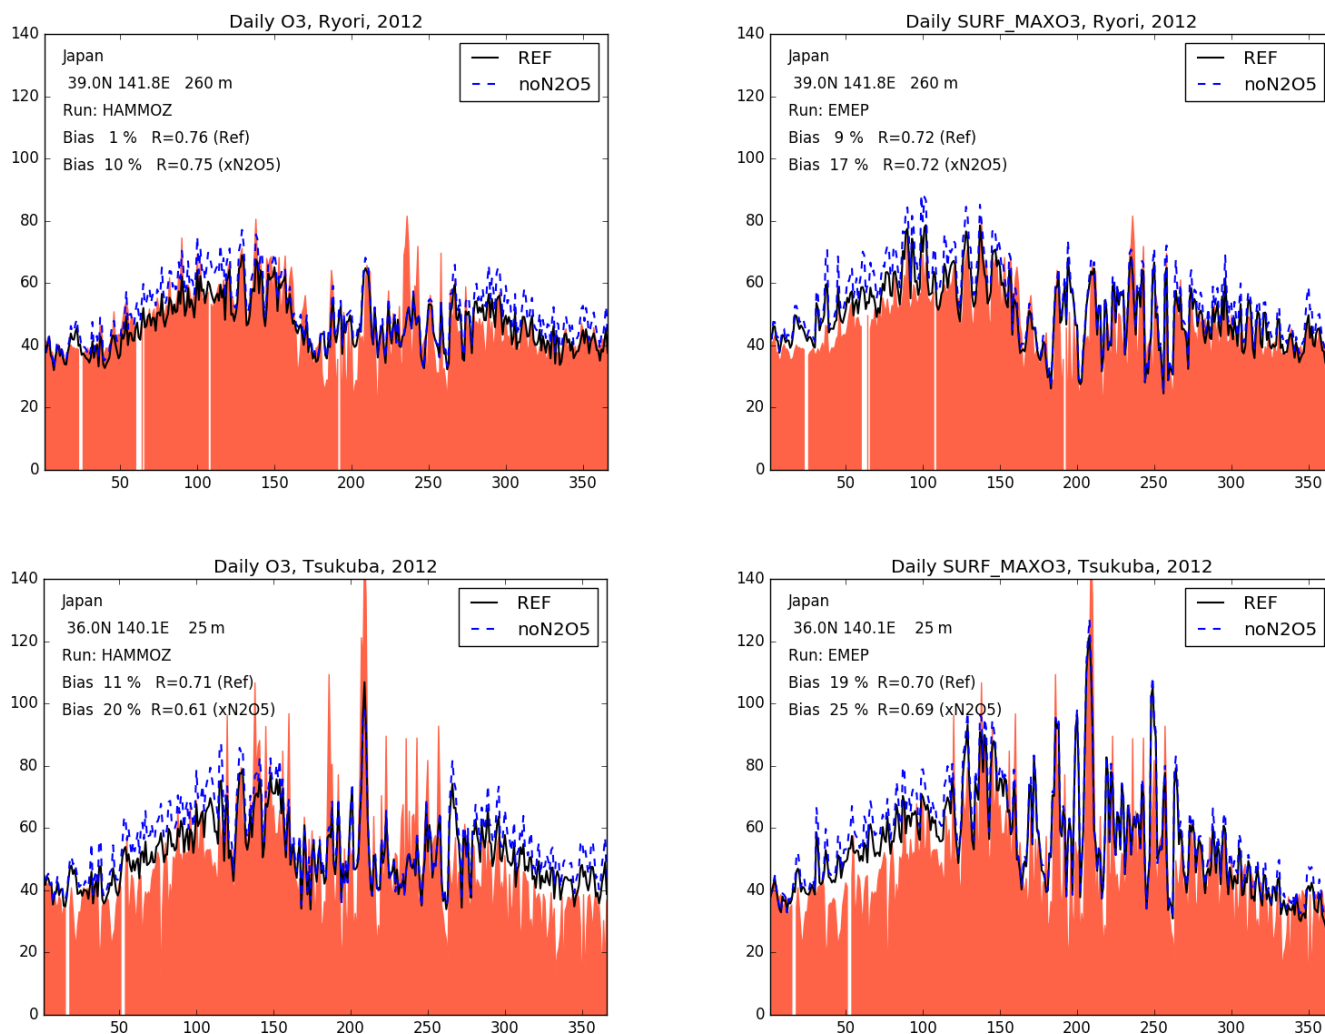 Daily O3, Ryori, 2012
140
120
100
80
60
40
20
0
Japan
39.0N 141.8E 260 m
Run: HAMMOZ
Bias 1 % R=0.76 (Ref)
Bias 10 % R=0.75 (xN2O5)
REF
noN2O5
50 100 150 200 250 300 350
Daily SURF_MAXO3, Ryori, 2012
140
120
100
80
60
40
20
0
Japan
39.0N 141.8E 260 m
Run: EMEP
Bias 9 % R=0.72 (Ref)
Bias 17 % R=0.72 (xN2O5)
REF
noN2O5
50 100 150 200 250 300 350
Daily O3, Tsukuba, 2012
140
120
100
80
60
40
20
0
Japan
36.0N 140.1E 25 m
Run: HAMMOZ
Bias 11 % R=0.71 (Ref)
Bias 20 % R=0.61 (xN2O5)
REF
noN2O5
50 100 150 200 250 300 350
Daily SURF_MAXO3, Tsukuba, 2012
140
120
100
80
60
40
20
0
Japan
36.0N 140.1E 25 m
Run: EMEP
Bias 19 % R=0.70 (Ref)
Bias 25 % R=0.69 (xN2O5)
REF
noN2O5
50 100 150 200 250 300 350